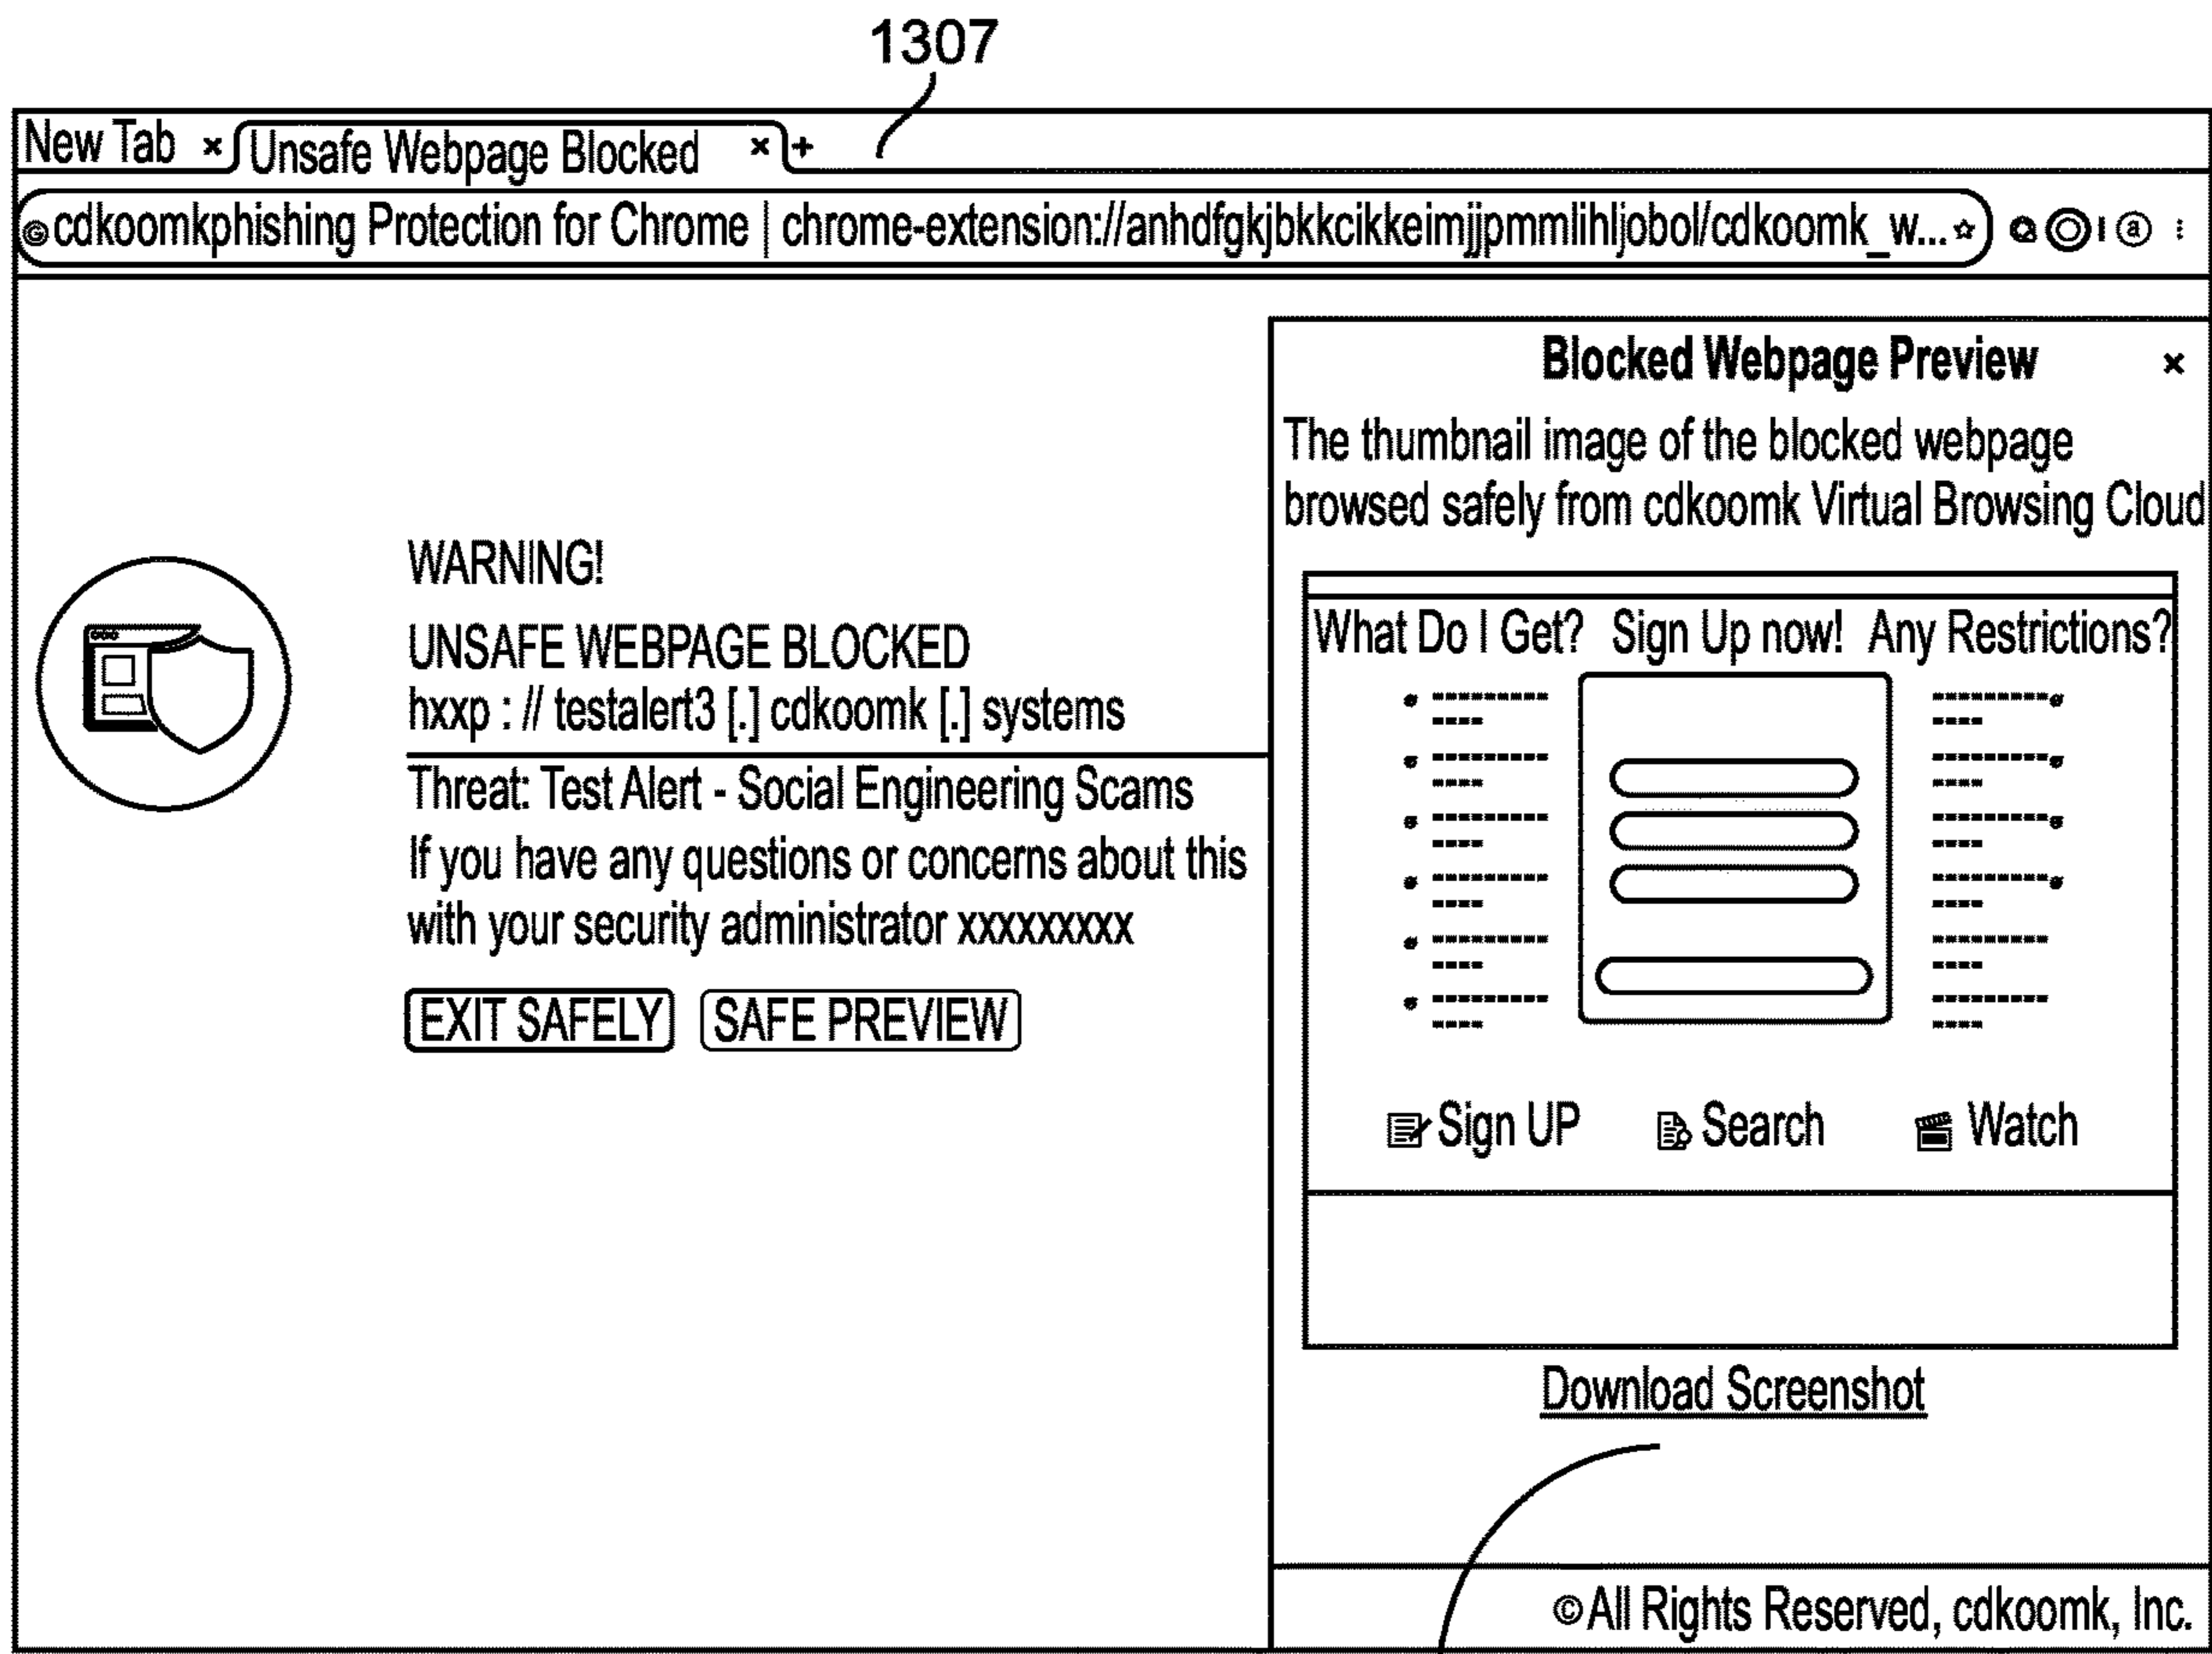 1307
New Tab × Unsafe Webpage Blocked × +
cdkoomkphishing Protection for Chrome | chrome-extension://anhdfgkjbkkcikkeimjjpmmlihljobol/cdkoomk_w...
WARNING!
UNSAFE WEBPAGE BLOCKED
hxxp : // testalert3 [.] cdkoomk [.] systems
Threat: Test Alert - Social Engineering Scams
If you have any questions or concerns about this
with your security administrator xxxxxxxxx
EXIT SAFELY SAFE PREVIEW
Blocked Webpage Preview ×
The thumbnail image of the blocked webpage
browsed safely from cdkoomk Virtual Browsing Cloud
What Do I Get? Sign Up now! Any Restrictions?
Sign UP Search Watch
Download Screenshot
©All Rights Reserved, cdkoomk, Inc.